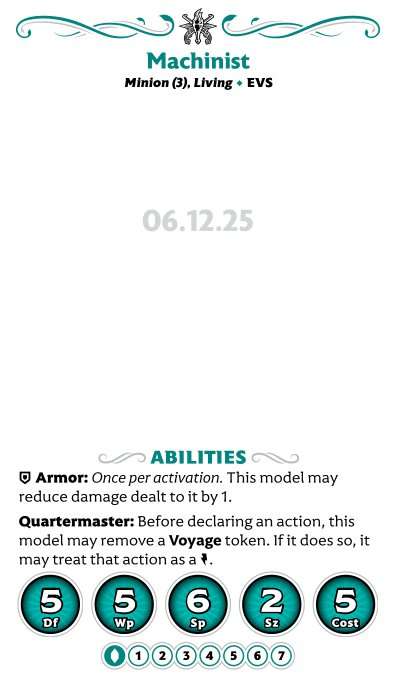 Machinist
Minion (3), Living ◆ EVS
06.12.25
ABILITIES
Armor: Once per activation. This model may
reduce damage dealt to it by 1.
Quartermaster: Before declaring an action, this
model may remove a Voyage token. If it does so, it
may treat that action as a .
5 5 6 2 5
Df Wp Sp Sz Cost
1 2 3 4 5 6 7